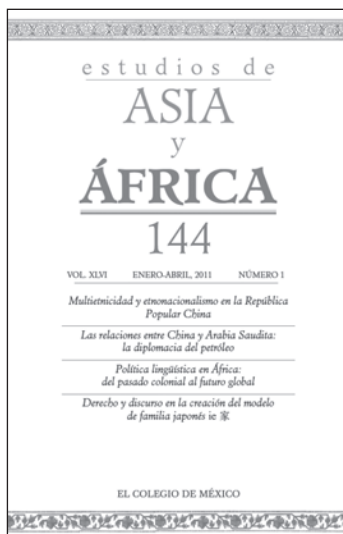 estudios de
ASIA
y
ÁFRICA
144
VOL. XLVI ENERO-ABRIL, 2011 NÚMERO 1
Multietnicidad y etnonacionalismo en la República
Popular China
Las relaciones entre China y Arabia Saudita:
la diplomacia del petróleo
Política lingüística en África:
del pasado colonial al futuro global
Derecho y discurso en la creación del modelo
de familia japonés ie 家
EL COLEGIO DE MÉXICO